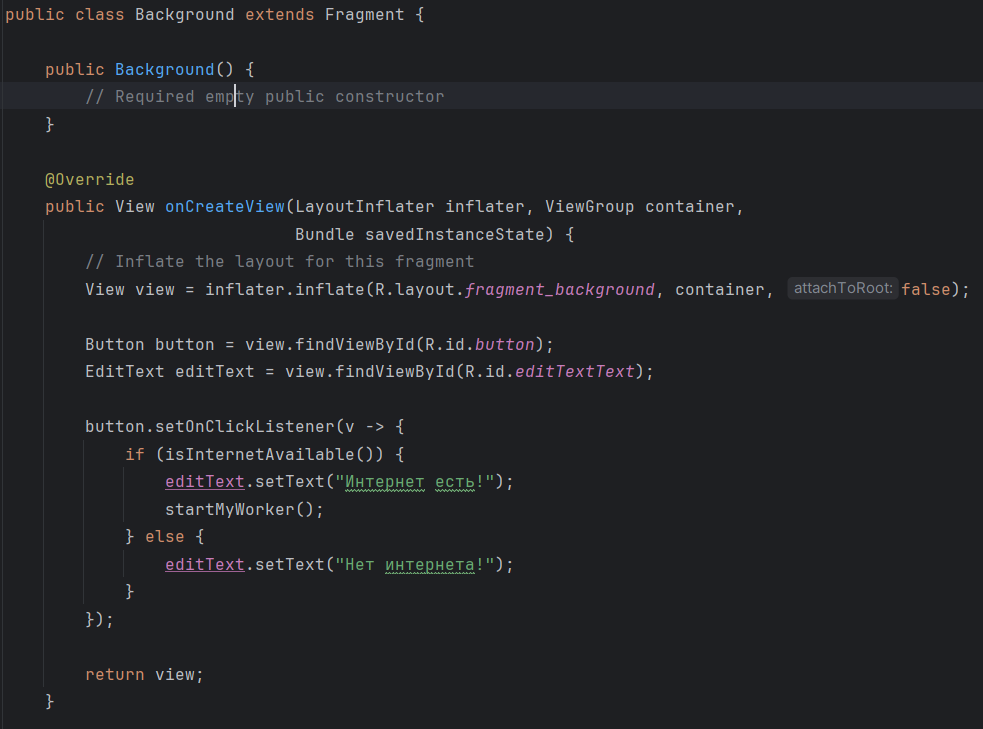 public class Background extends Fragment {
public Background() {
// Required empty public constructor
}
@Override
public View onCreateView(LayoutInflater inflater, ViewGroup container,
Bundle savedInstanceState) {
// Inflate the layout for this fragment
View view = inflater.inflate(R.layout.fragment_background, container, attachToRoot: false);
Button button = view.findViewById(R.id.button);
EditText editText = view.findViewById(R.id.editTextText);
button.setOnClickListener(v -> {
if (isInternetAvailable()) {
editText.setText("Интернет есть!");
startMyWorker();
} else {
editText.setText("Нет интернета!");
}
});
return view;
}